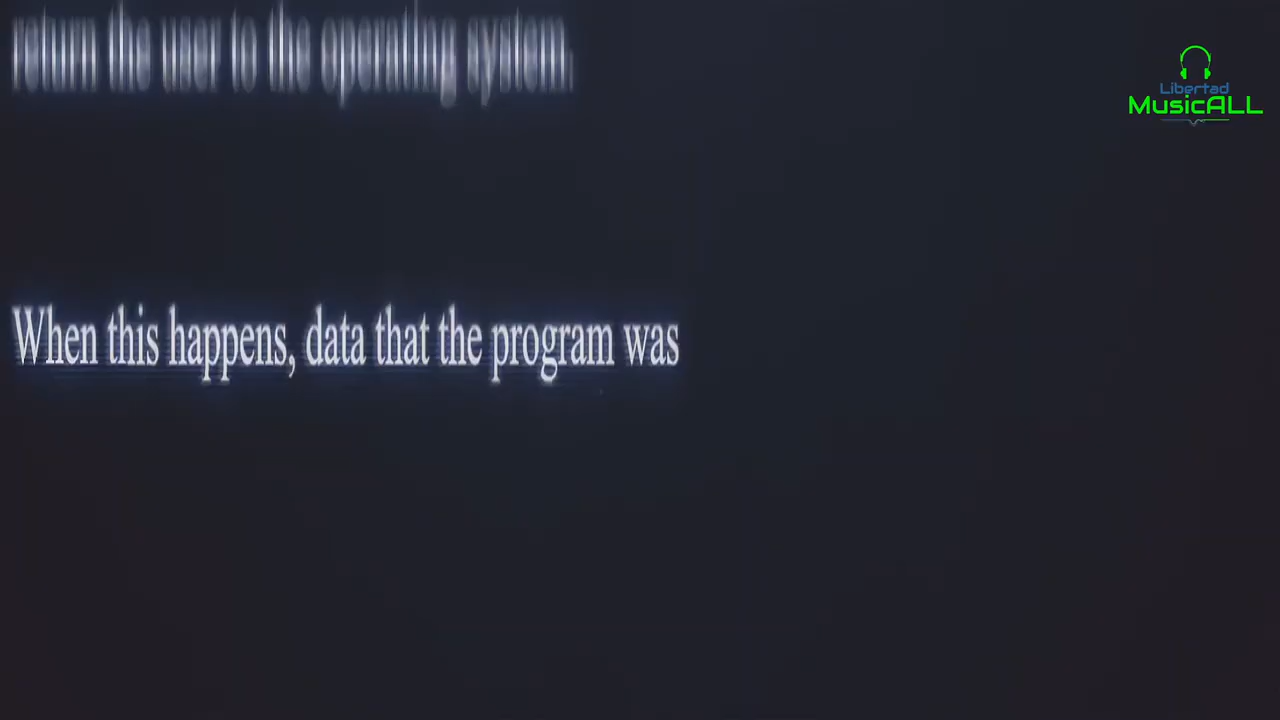 return the user to the operating system.
When this happens, data that the program was
Libertad
MusicALL